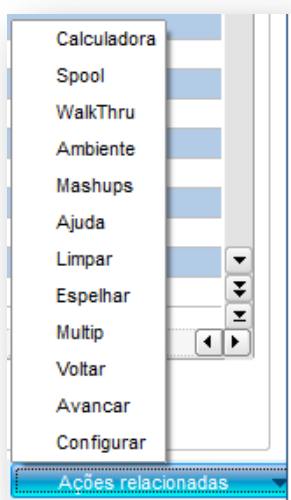 Calculadora
Spool
WalkThru
Ambiente
Mashups
Ajuda
Limpar
Espelhar
Multip
Voltar
Avancar
Configurar
Ações relacionadas